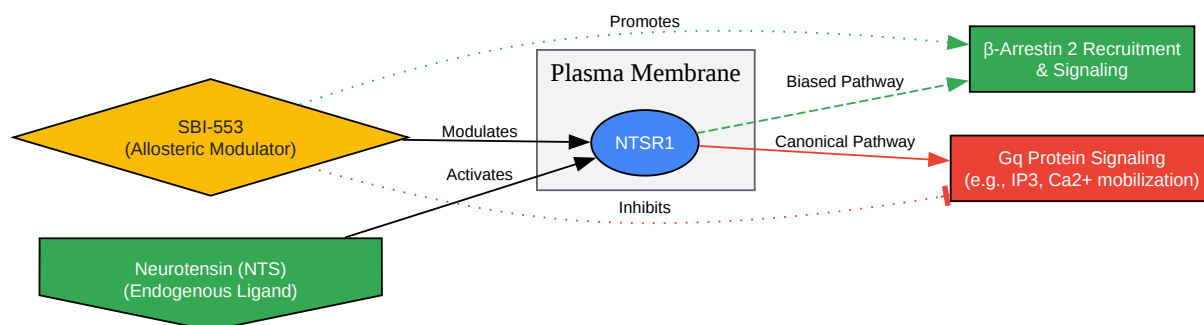 Promotes
β-Arrestin 2 Recruitment
& Signaling
Plasma Membrane
Biased Pathway
SBI-553
(Allosteric Modulator)
Modulates
NTSR1
Canonical Pathway
Gq Protein Signaling
(e.g., IP3, Ca2+ mobilization)
Activates
Inhibits
Neurotensin (NTS)
(Endogenous Ligand)